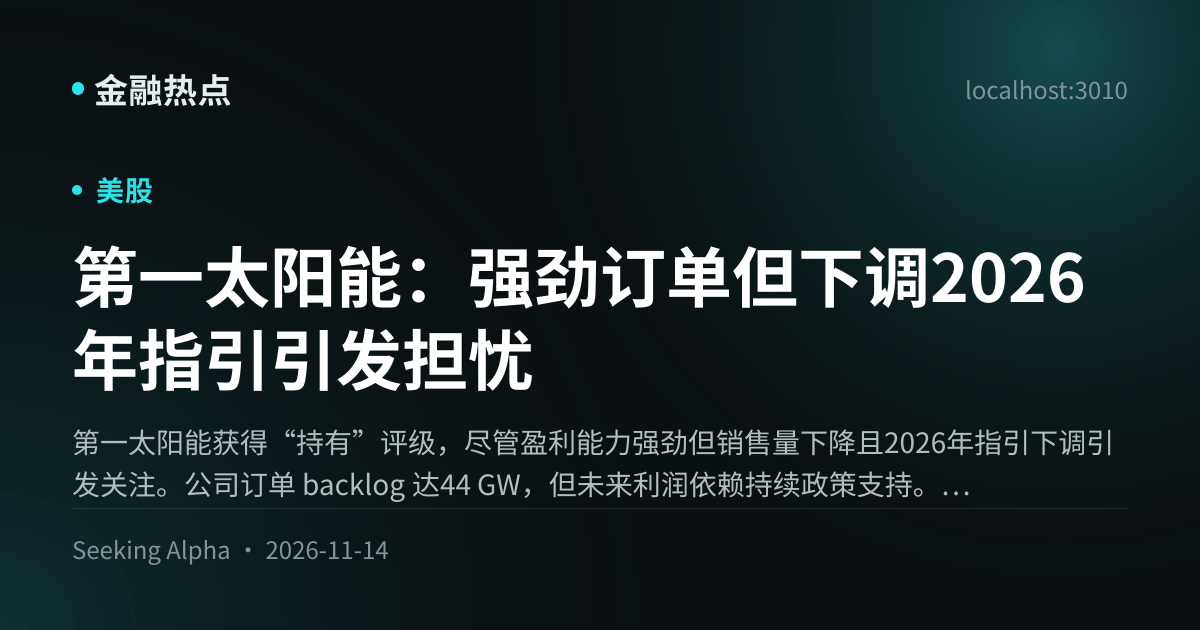 金融热点
localhost:3010
美股
第一太阳能：强劲订单但下调2026
年指引引发担忧
第一太阳能获得“持有”评级，尽管盈利能力强劲但销售量下降且2026年指引下调引
发关注。公司订单 backlog 达44 GW，但未来利润依赖持续政策支持。…
Seeking Alpha · 2026-11-14